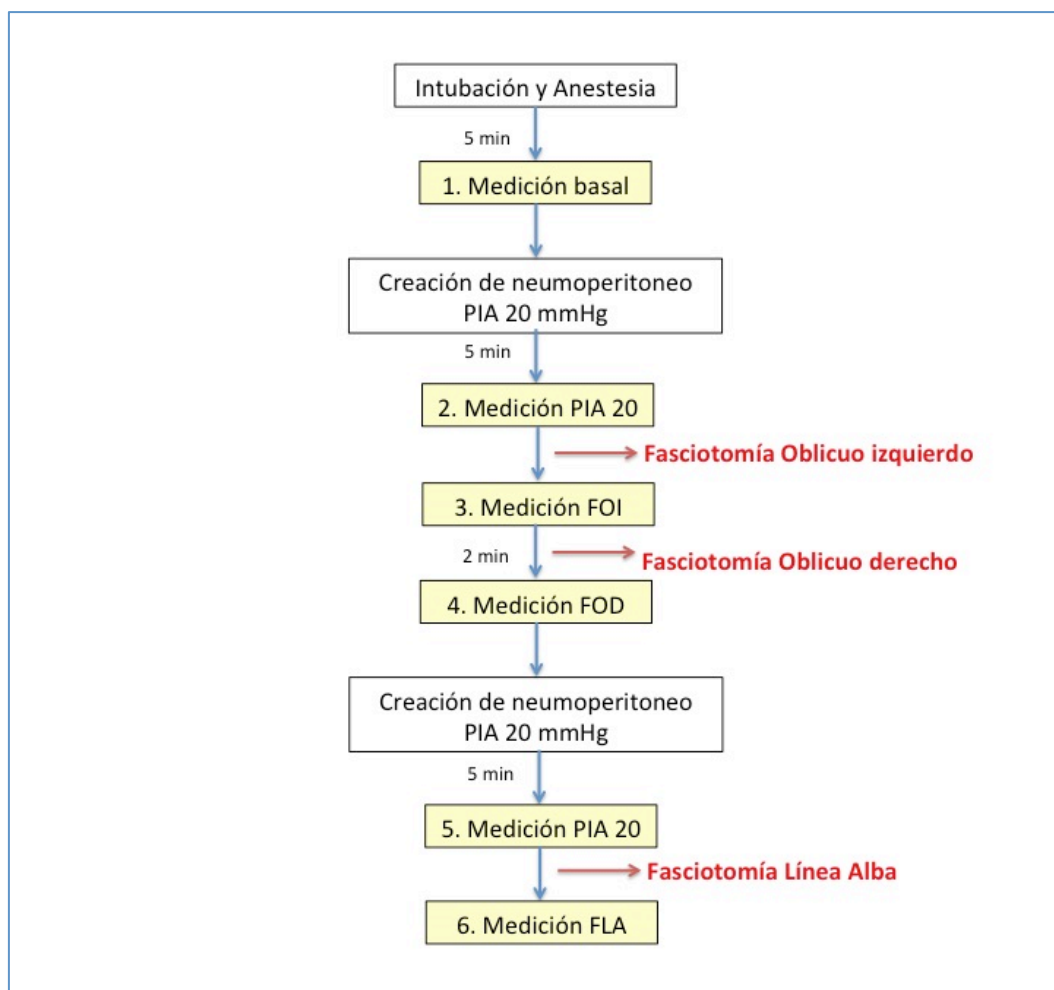 Intubación y Anestesia
5 min
1. Medición basal
Creación de neumoperitoneo
PIA 20 mmHg
5 min
2. Medición PIA 20
Fasciotomía Oblicuo izquierdo
3. Medición FOI
2 min
Fasciotomía Oblicuo derecho
4. Medición FOD
Creación de neumoperitoneo
PIA 20 mmHg
5 min
5. Medición PIA 20
Fasciotomía Línea Alba
6. Medición FLA